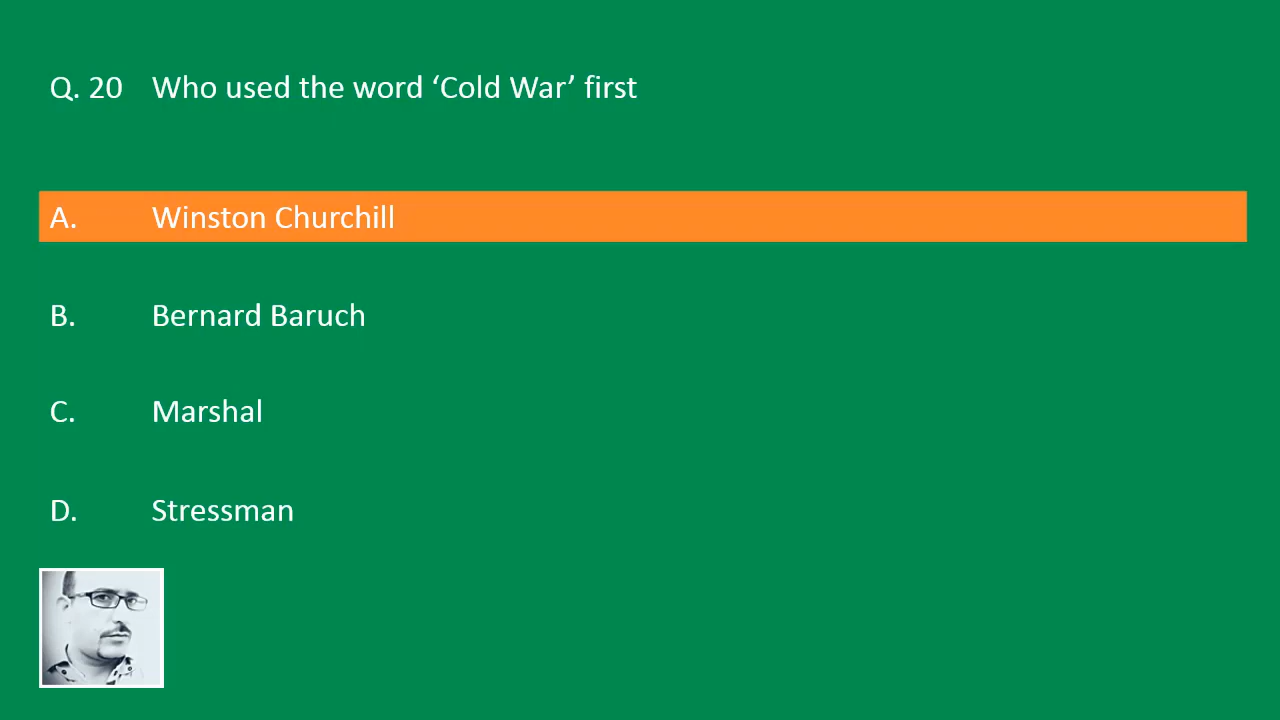 Q. 20 Who used the word ‘Cold War’ first
A. Winston Churchill
B. Bernard Baruch
C. Marshal
D. Stressman